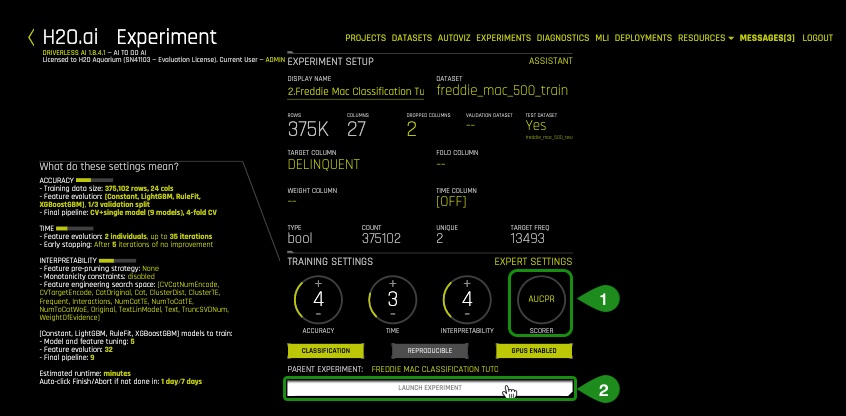 H2O.ai Experiment
DRIVERLESS AI 1.8.4.1 — AI TO DO AI
Licensed to H2O Aquarium (SN41103 — Evaluation License). Current User — ADMIN
PROJECTS DATASETS AUTOVIZ EXPERIMENTS DIAGNOSTICS MLI DEPLOYMENTS RESOURCES MESSAGES[3] LOGOUT
EXPERIMENT SETUP ASSISTANT
DISPLAY NAME DATASET
2.Freddie Mac Classification Tu freddie_mac_500_train
ROWS COLUMNS DROPPED COLUMNS VALIDATION DATASET TEST DATASET
375K 27 2 -- Yes
freddie_mac_500_tes
TARGET COLUMN FOLD COLUMN
DELINQUENT --
WEIGHT COLUMN TIME COLUMN
-- [OFF]
TYPE COUNT UNIQUE TARGET FREQ
bool 375102 2 13493
What do these settings mean?
ACCURACY
- Training data size: 375,102 rows, 24 cols
- Feature evolution: [Constant, LightGBM, RuleFit,
XGBoostGBM], 1/3 validation split
- Final pipeline: CV+single model (9 models), 4-fold CV
TIME
- Feature evolution: 2 individuals, up to 35 iterations
- Early stopping: After 5 iterations of no improvement
INTERPRETABILITY
- Feature pre-pruning strategy: None
- Monotonicity constraints: disabled
- Feature engineering search space: [CVCatNumEncode,
CVTargetEncode, CatOriginal, Cat, ClusterDist, ClusterTE,
Frequent, Interactions, NumCatTE, NumToCatTE,
NumToCatWoE, Original, TextLinModel, Text, TruncSVDNum,
WeightOfEvidence]
[Constant, LightGBM, RuleFit, XGBoostGBM] models to train:
- Model and feature tuning: 6
- Feature evolution: 32
- Final pipeline: 9
Estimated runtime: minutes
Auto-click Finish/Abort if not done in: 1 day/7 days
TRAINING SETTINGS EXPERT SETTINGS
+ + +
4 3 4 AUCPR
– – –
ACCURACY TIME INTERPRETABILITY SCORER
1
CLASSIFICATION REPRODUCIBLE GPUS ENABLED
PARENT EXPERIMENT: FREDDIE MAC CLASSIFICATION TUTO
LAUNCH EXPERIMENT
2